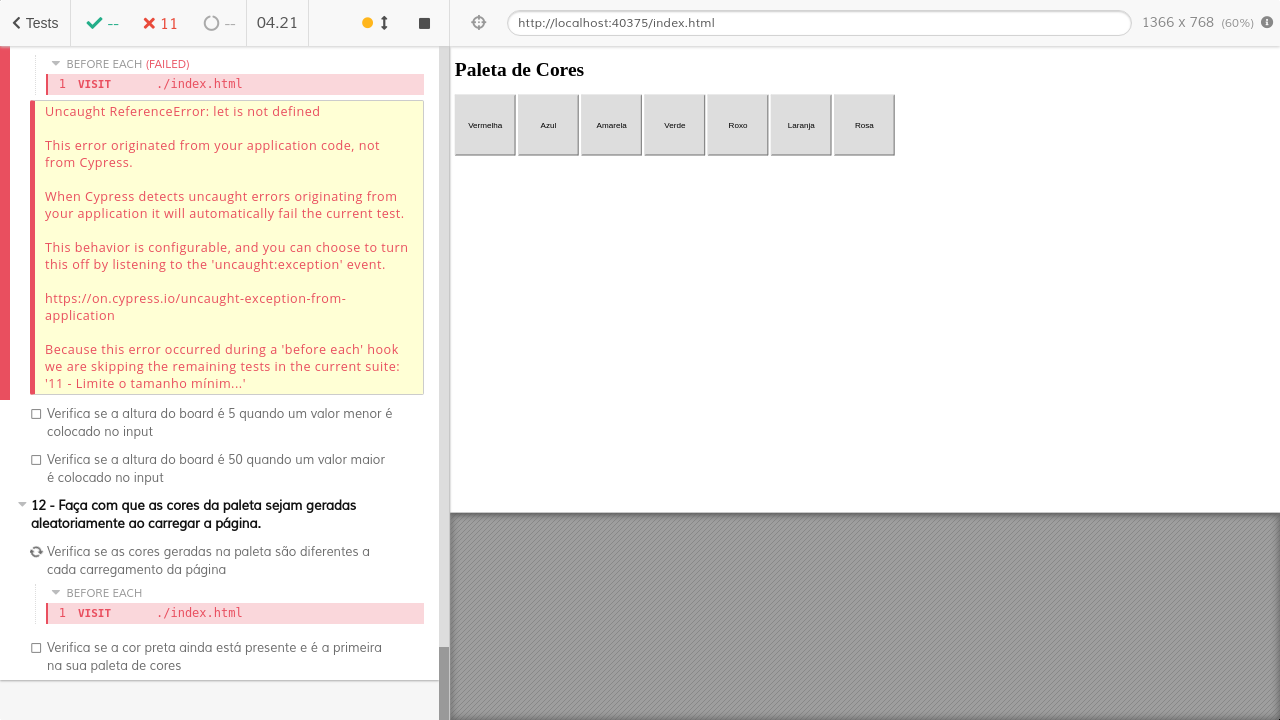 Tests
--
11
--
04.21
http://localhost:40375/index.html
1366 x 768 (60%)
BEFORE EACH (FAILED)
1 VISIT ./index.html
Uncaught ReferenceError: let is not defined
This error originated from your application code, not
from Cypress.
When Cypress detects uncaught errors originating from
your application it will automatically fail the current test.
This behavior is configurable, and you can choose to turn
this off by listening to the 'uncaught:exception' event.
https://on.cypress.io/uncaught-exception-from-
application
Because this error occurred during a 'before each' hook
we are skipping the remaining tests in the current suite:
'11 - Limite o tamanho mínim...'
Verifica se a altura do board é 5 quando um valor menor é
colocado no input
Verifica se a altura do board é 50 quando um valor maior
é colocado no input
12 - Faça com que as cores da paleta sejam geradas
aleatoriamente ao carregar a página.
Verifica se as cores geradas na paleta são diferentes a
cada carregamento da página
BEFORE EACH
1 VISIT ./index.html
Verifica se a cor preta ainda está presente e é a primeira
na sua paleta de cores
Paleta de Cores
Vermelha Azul Amarela Verde Roxo Laranja Rosa